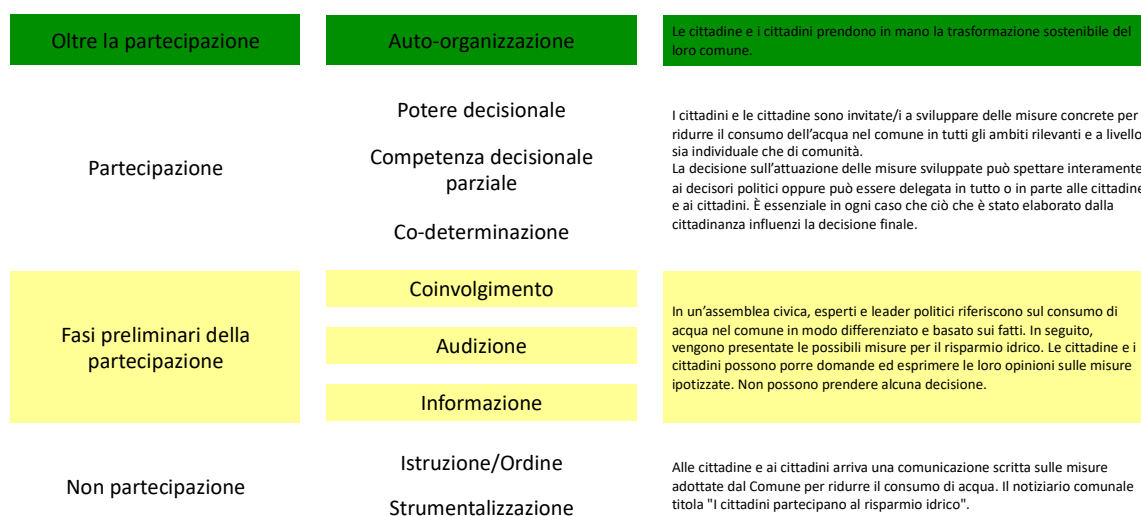 Oltre la partecipazione
Auto-organizzazione
Le cittadine e i cittadini prendono in mano la trasformazione sostenibile del
loro comune.
Partecipazione
Potere decisionale
Competenza decisionale
parziale
Co-determinazione
I cittadini e le cittadine sono invitate/i a sviluppare delle misure concrete per
ridurre il consumo dell’acqua nel comune in tutti gli ambiti rilevanti e a livello
sia individuale che di comunità.
La decisione sull’attuazione delle misure sviluppate può spettare interamente
ai decisori politici oppure può essere delegata in tutto o in parte alle cittadine
e ai cittadini. È essenziale in ogni caso che ciò che è stato elaborato dalla
cittadinanza influenzi la decisione finale.
Fasi preliminari della
partecipazione
Coinvolgimento
Audizione
Informazione
In un’assemblea civica, esperti e leader politici riferiscono sul consumo di
acqua nel comune in modo differenziato e basato sui fatti. In seguito,
vengono presentate le possibili misure per il risparmio idrico. Le cittadine e i
cittadini possono porre domande ed esprimere le loro opinioni sulle misure
ipotizzate. Non possono prendere alcuna decisione.
Non partecipazione
Istruzione/Ordine
Strumentalizzazione
Alle cittadine e ai cittadini arriva una comunicazione scritta sulle misure
adottate dal Comune per ridurre il consumo di acqua. Il notiziario comunale
titola "I cittadini partecipano al risparmio idrico".